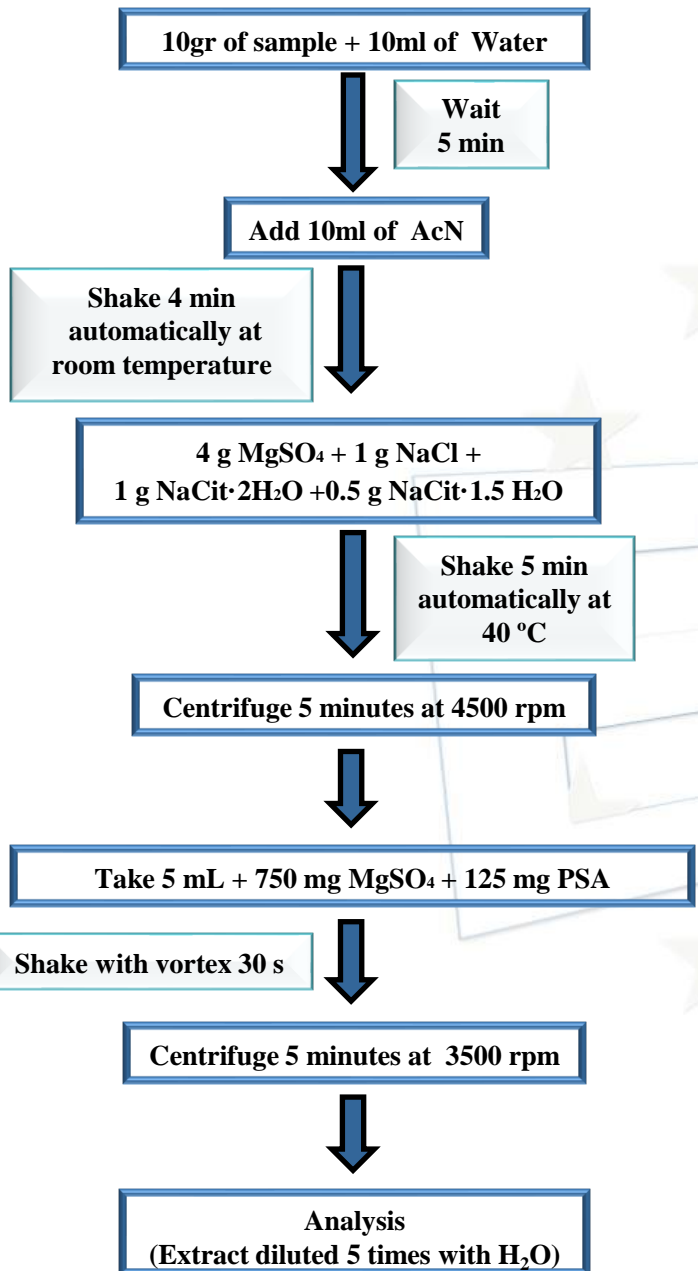 10gr of sample + 10ml of Water
Wait
5 min
Add 10ml of AcN
Shake 4 min
automatically at
room temperature
4 g MgSO₄ + 1 g NaCl +
1 g NaCit·2H₂O +0.5 g NaCit·1.5 H₂O
Shake 5 min
automatically at
40 ºC
Centrifuge 5 minutes at 4500 rpm
Take 5 mL + 750 mg MgSO₄ + 125 mg PSA
Shake with vortex 30 s
Centrifuge 5 minutes at 3500 rpm
Analysis
(Extract diluted 5 times with H₂O)